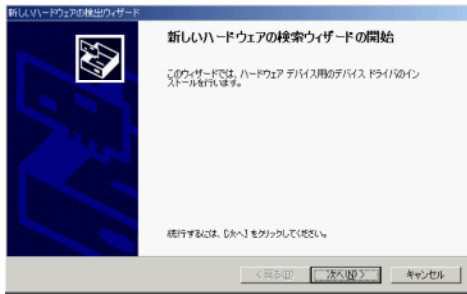 新しいハードウェアの検出ウィザード
新しいハードウェアの検索ウィザードの開始
このウィザードでは、ハードウェア デバイス用のデバイス ドライバのイン
ストールを行います。
続行するには、[次へ] をクリックしてください。
< 戻る(B) 次へ(N) > キャンセル